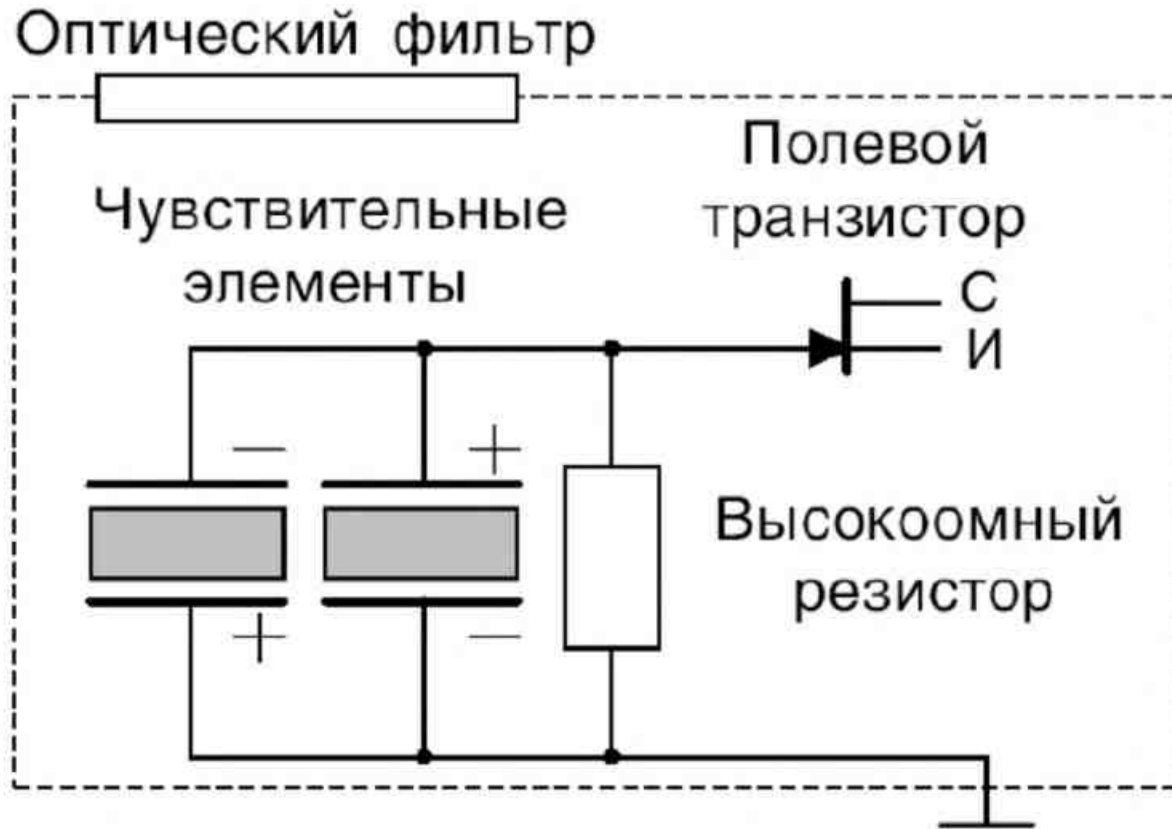 Оптический фильтр
Полевой
транзистор
Чувствительные
элементы
С
И
− +
Высокоомный
резистор
+ −